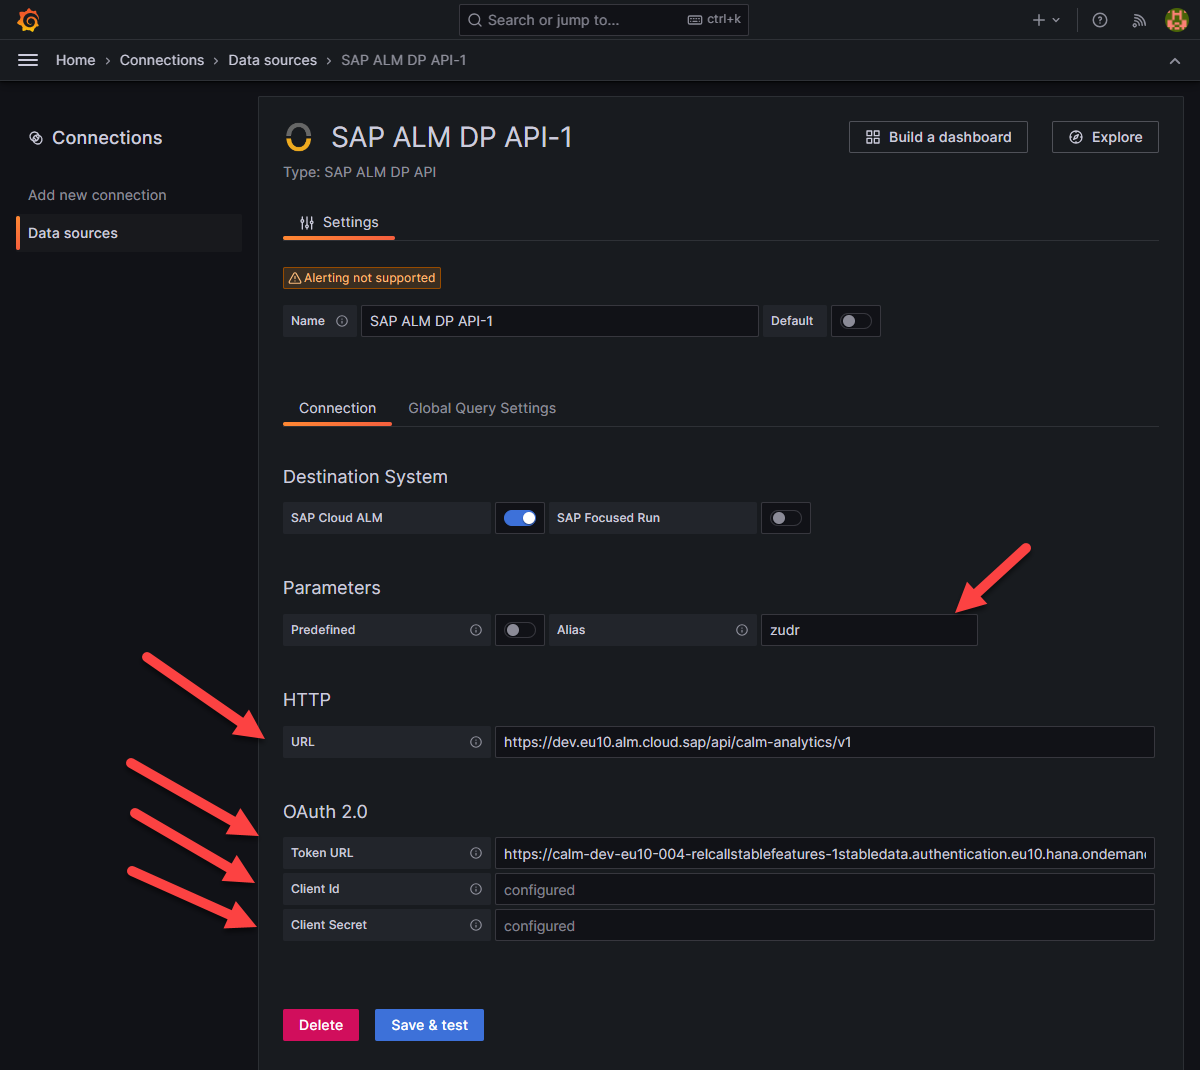 Search or jump to... ctrl+k
Home › Connections › Data sources › SAP ALM DP API-1
Connections
Add new connection
Data sources
SAP ALM DP API-1
Build a dashboard
Explore
Type: SAP ALM DP API
Settings
Alerting not supported
Name SAP ALM DP API-1 Default
Connection Global Query Settings
Destination System
SAP Cloud ALM SAP Focused Run
Parameters
Predefined Alias zudr
HTTP
URL https://dev.eu10.alm.cloud.sap/api/calm-analytics/v1
OAuth 2.0
Token URL https://calm-dev-eu10-004-relcallstablefeatures-1stabledata.authentication.eu10.hana.ondeman
Client Id configured
Client Secret configured
Delete Save & test